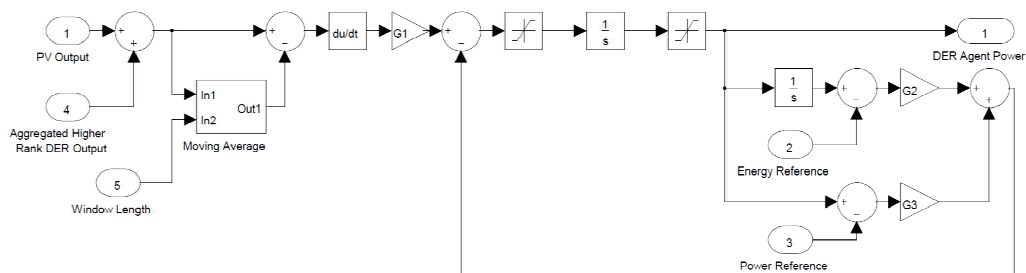 1
PV Output
+
+
4
Aggregated Higher
Rank DER Output
5
Window Length
In1
In2
Out1
Moving Average
+
−
du/dt
G1
+
−
1
s
1
DER Agent Power
1
s
+
−
G2
+
+
2
Energy Reference
+
−
G3
3
Power Reference